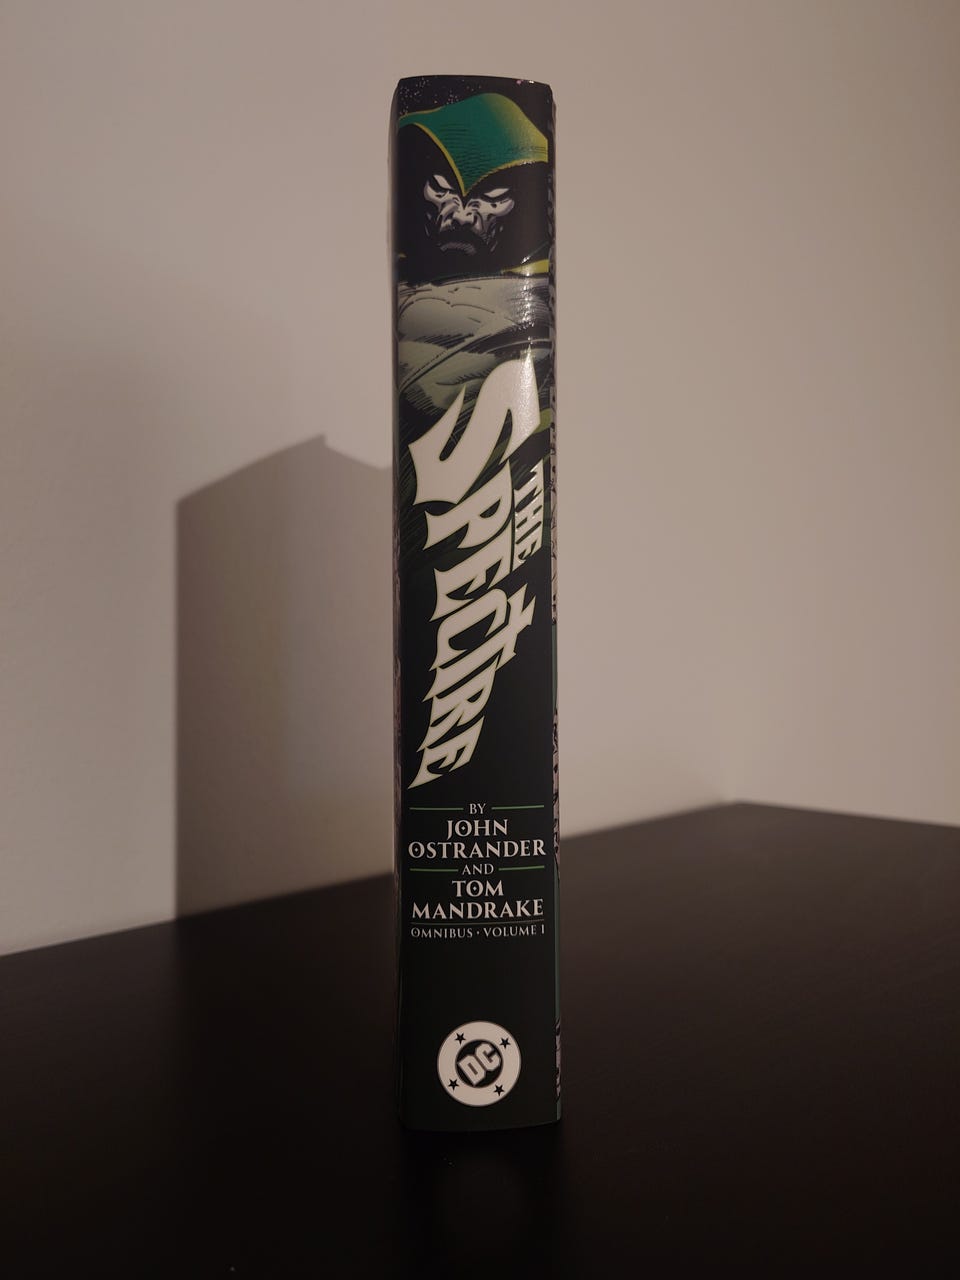 THE
SPECTRE
BY
JOHN
OSTRANDER
AND
TOM
MANDRAKE
OMNIBUS · VOLUME 1
DC